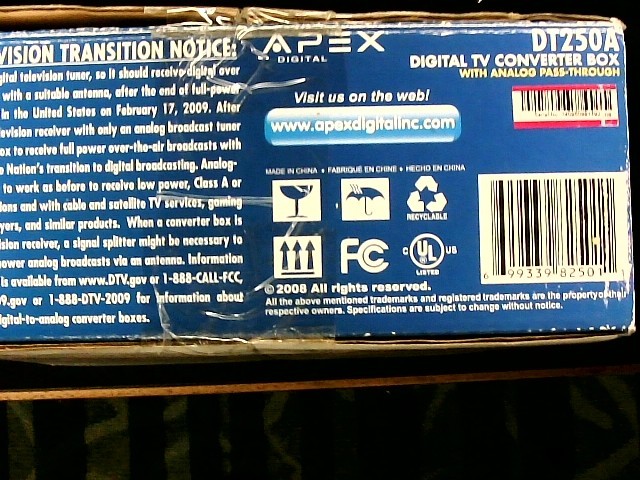 VISION TRANSITION NOTICE:
gital television tuner, so it should receive digital over
with a suitable antenna, after the end of full-power
in the United States on February 17, 2009. After
levision receiver with only an analog broadcast tuner
ox to receive full power over-the-air broadcasts with
e Nation's transition to digital broadcasting. Analog-
to work as before to receive low power, Class A or
ions and with cable and satellite TV services, gaming
yers, and similar products. When a converter box is
ision receiver, a signal splitter might be necessary to
power analog broadcasts via an antenna. Information
is available from www.DTV.gov or 1-888-CALL-FCC,
9.gov or 1-888-DTV-2009 for information about
igital-to-analog converter boxes.
APEX
DIGITAL
Visit us on the web!
www.apexdigitalinc.com
MADE IN CHINA • FABRIQUÉ EN CHINE • HECHO EN CHINA
RECYCLABLE
FC
C UL US
LISTED
© 2008 All rights reserved.
All the above mentioned trademarks and registered trademarks are the property of their
respective owners. Specifications are subject to change without notice.
DT250A
DIGITAL TV CONVERTER BOX
WITH ANALOG PASS-THROUGH
6 99339 82501 1